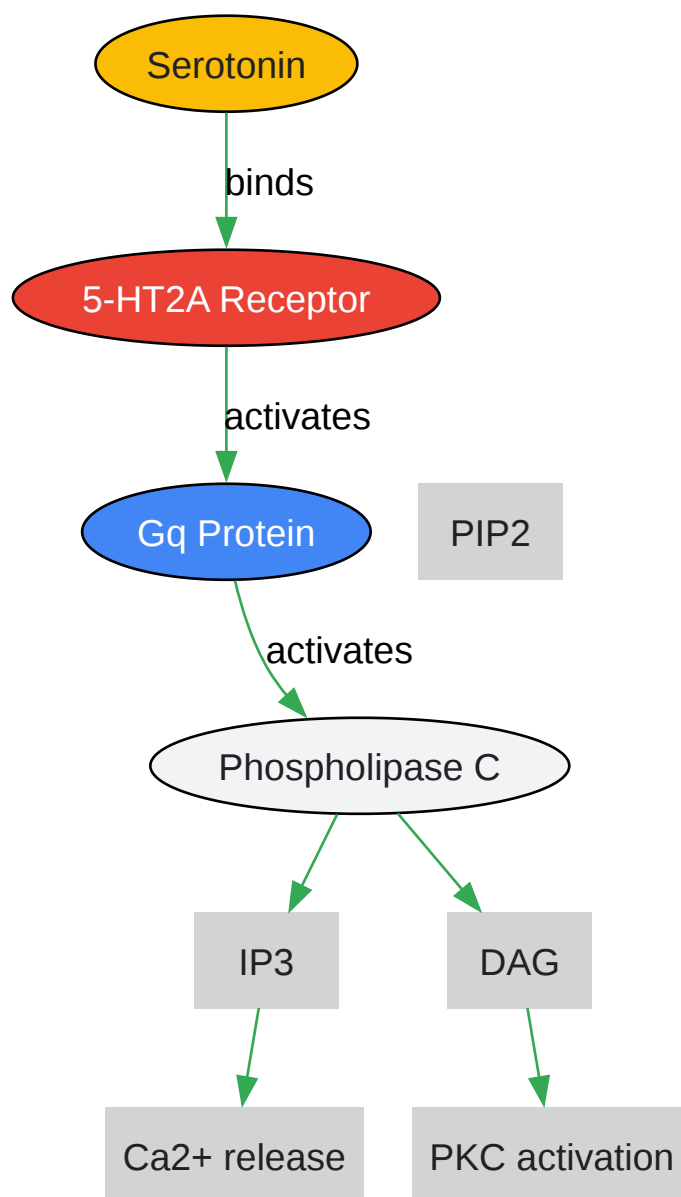 Serotonin
binds
5-HT2A Receptor
activates
Gq Protein
PIP2
activates
Phospholipase C
IP3
DAG
Ca2+ release
PKC activation